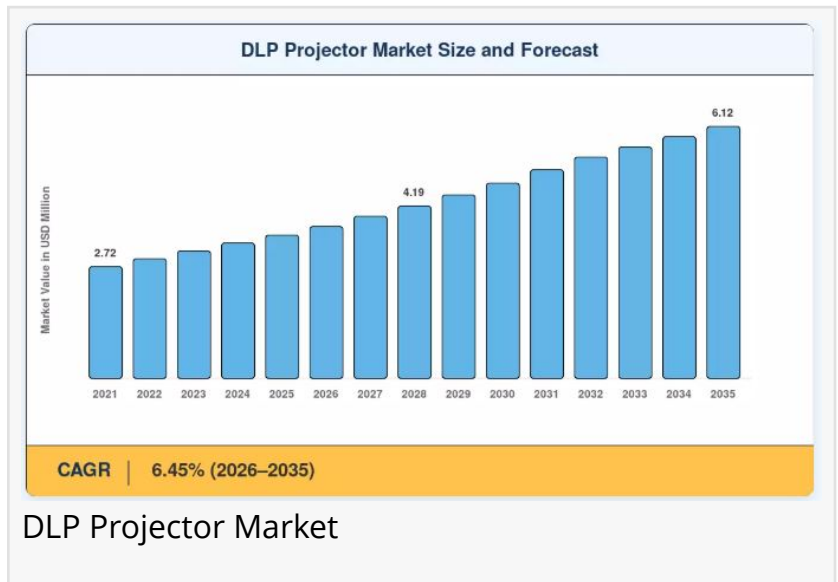 DLP Projector Market Size and Forecast
Market Value in USD Million
2.72
4.19
6.12
2021 2022 2023 2024 2025 2026 2027 2028 2029 2030 2031 2032 2033 2034 2035
CAGR | 6.45% (2026–2035)
DLP Projector Market